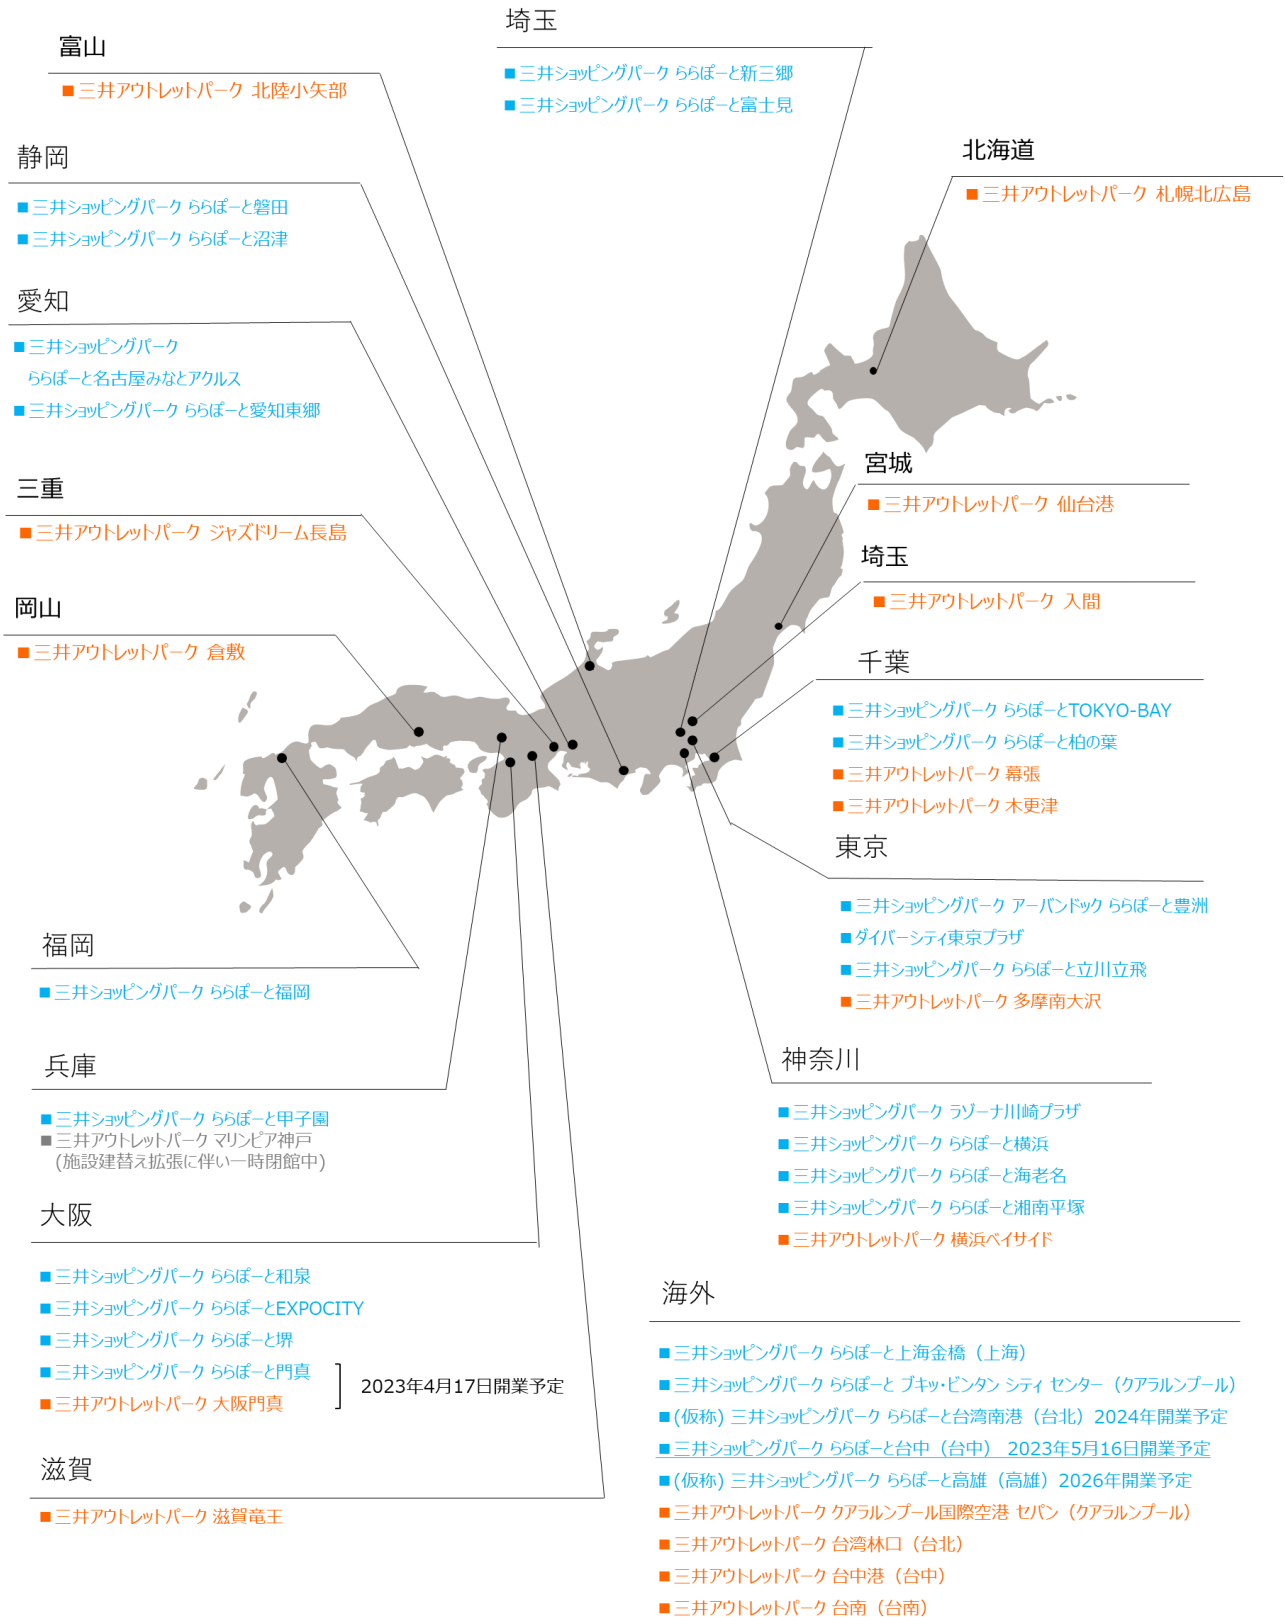 埼玉
■三井ショッピングパーク ららぽーと新三郷
■三井ショッピングパーク ららぽーと富士見
富山
■三井アウトレットパーク 北陸小矢部
静岡
■三井ショッピングパーク ららぽーと磐田
■三井ショッピングパーク ららぽーと沼津
愛知
■三井ショッピングパーク
ららぽーと名古屋みなとアクルス
■三井ショッピングパーク ららぽーと愛知東郷
三重
■三井アウトレットパーク ジャズドリーム長島
岡山
■三井アウトレットパーク 倉敷
福岡
■三井ショッピングパーク ららぽーと福岡
兵庫
■三井ショッピングパーク ららぽーと甲子園
■三井アウトレットパーク マリンピア神戸
(施設建替え拡張に伴い一時閉館中)
大阪
■三井ショッピングパーク ららぽーと和泉
■三井ショッピングパーク ららぽーとEXPOCITY
■三井ショッピングパーク ららぽーと堺
■三井ショッピングパーク ららぽーと門真
■三井アウトレットパーク 大阪門真
2023年4月17日開業予定
滋賀
■三井アウトレットパーク 滋賀竜王
北海道
■三井アウトレットパーク 札幌北広島
宮城
■三井アウトレットパーク 仙台港
埼玉
■三井アウトレットパーク 入間
千葉
■三井ショッピングパーク ららぽーとTOKYO-BAY
■三井ショッピングパーク ららぽーと柏の葉
■三井アウトレットパーク 幕張
■三井アウトレットパーク 木更津
東京
■三井ショッピングパーク アーバンドック ららぽーと豊洲
■ダイバーシティ東京プラザ
■三井ショッピングパーク ららぽーと立川立飛
■三井アウトレットパーク 多摩南大沢
神奈川
■三井ショッピングパーク ラゾーナ川崎プラザ
■三井ショッピングパーク ららぽーと横浜
■三井ショッピングパーク ららぽーと海老名
■三井ショッピングパーク ららぽーと湘南平塚
■三井アウトレットパーク 横浜ベイサイド
海外
■三井ショッピングパーク ららぽーと上海金橋（上海）
■三井ショッピングパーク ららぽーと ブキッ・ビンタン シティ センター（クアラルンプール）
■(仮称) 三井ショッピングパーク ららぽーと台湾南港（台北）2024年開業予定
■三井ショッピングパーク ららぽーと台中（台中） 2023年5月16日開業予定
■(仮称) 三井ショッピングパーク ららぽーと高雄（高雄）2026年開業予定
■三井アウトレットパーク クアラルンプール国際空港 セパン（クアラルンプール）
■三井アウトレットパーク 台湾林口（台北）
■三井アウトレットパーク 台中港（台中）
■三井アウトレットパーク 台南（台南）